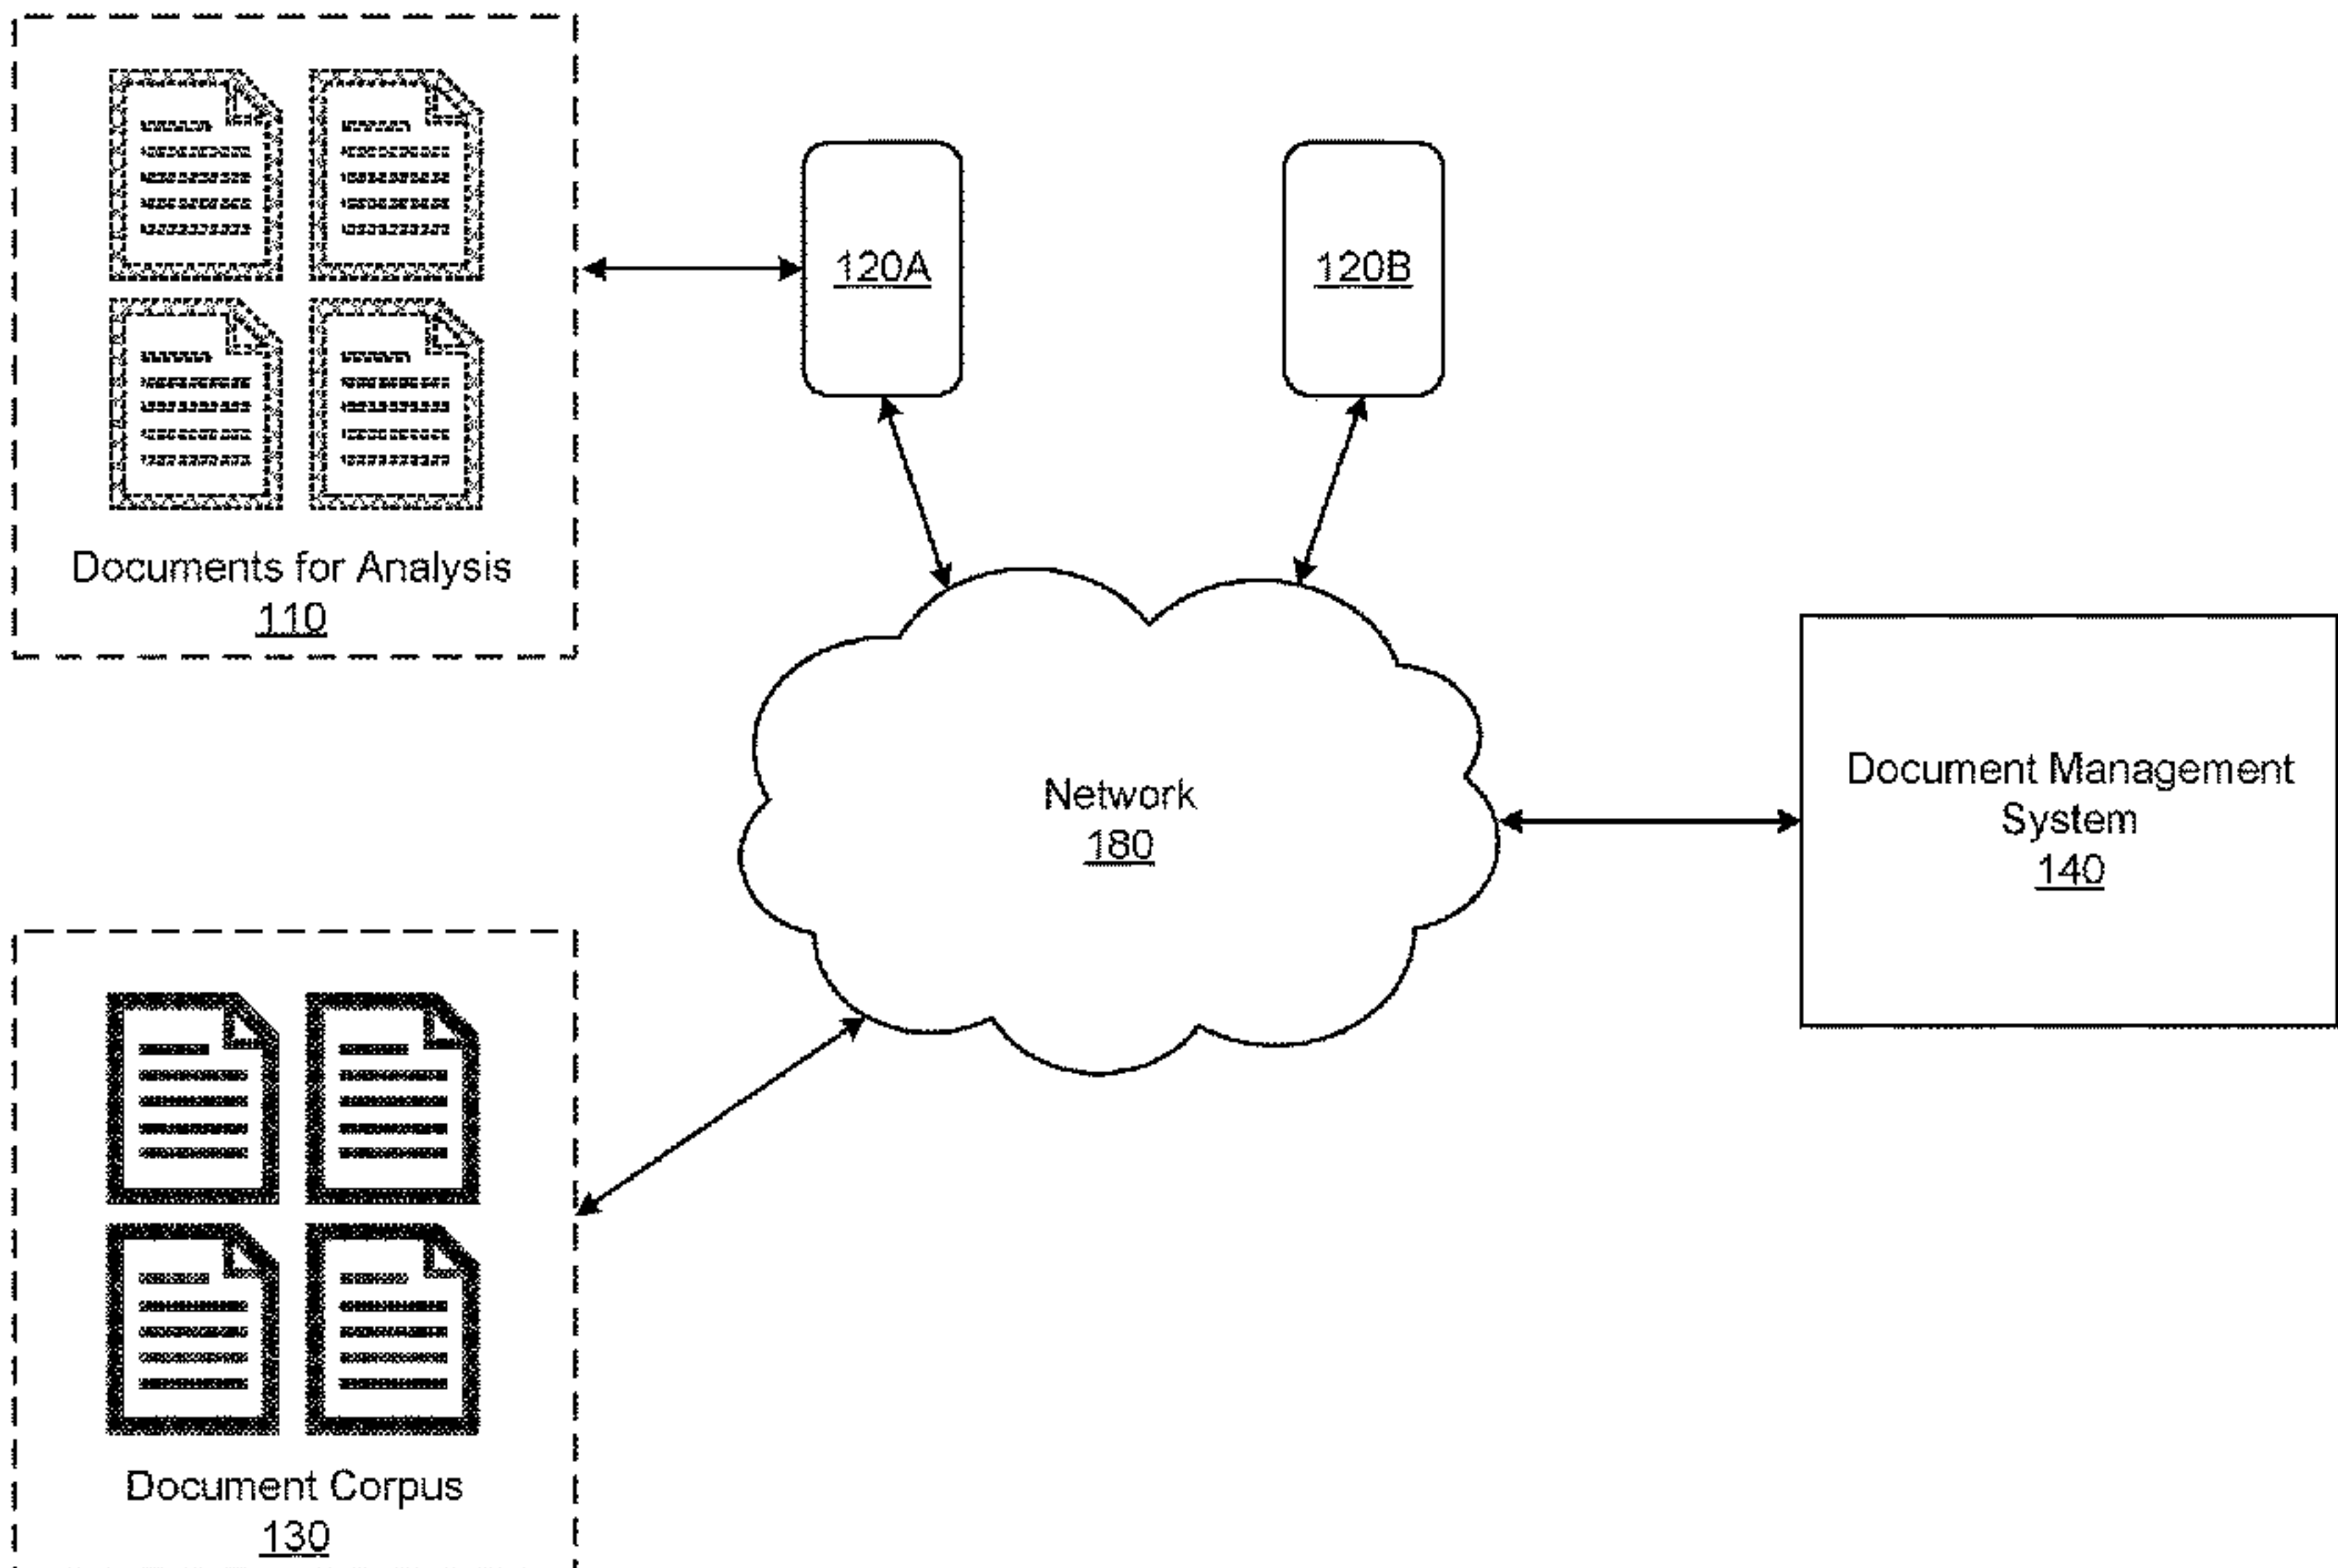 Documents for Analysis
110
120A
120B
Network
180
Document Management
System
140
Document Corpus
130